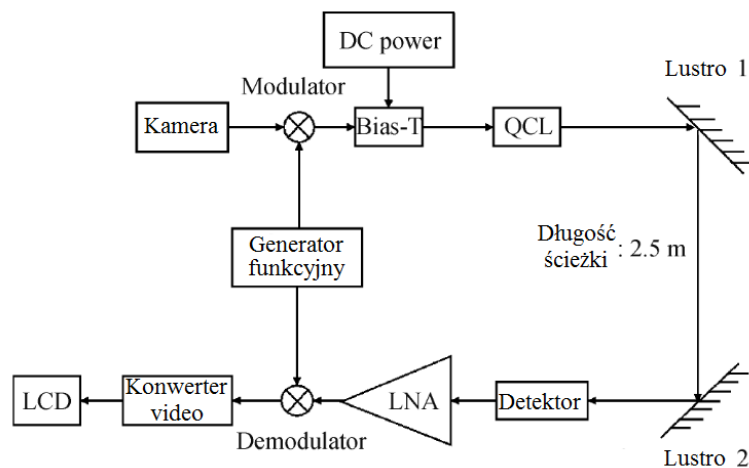 DC power
Lustro 1
Modulator
Kamera
Bias-T
QCL
Generator
funkcyjny
Długość
ścieżki : 2.5 m
LCD
Konwerter
video
LNA
Detektor
Demodulator
Lustro 2